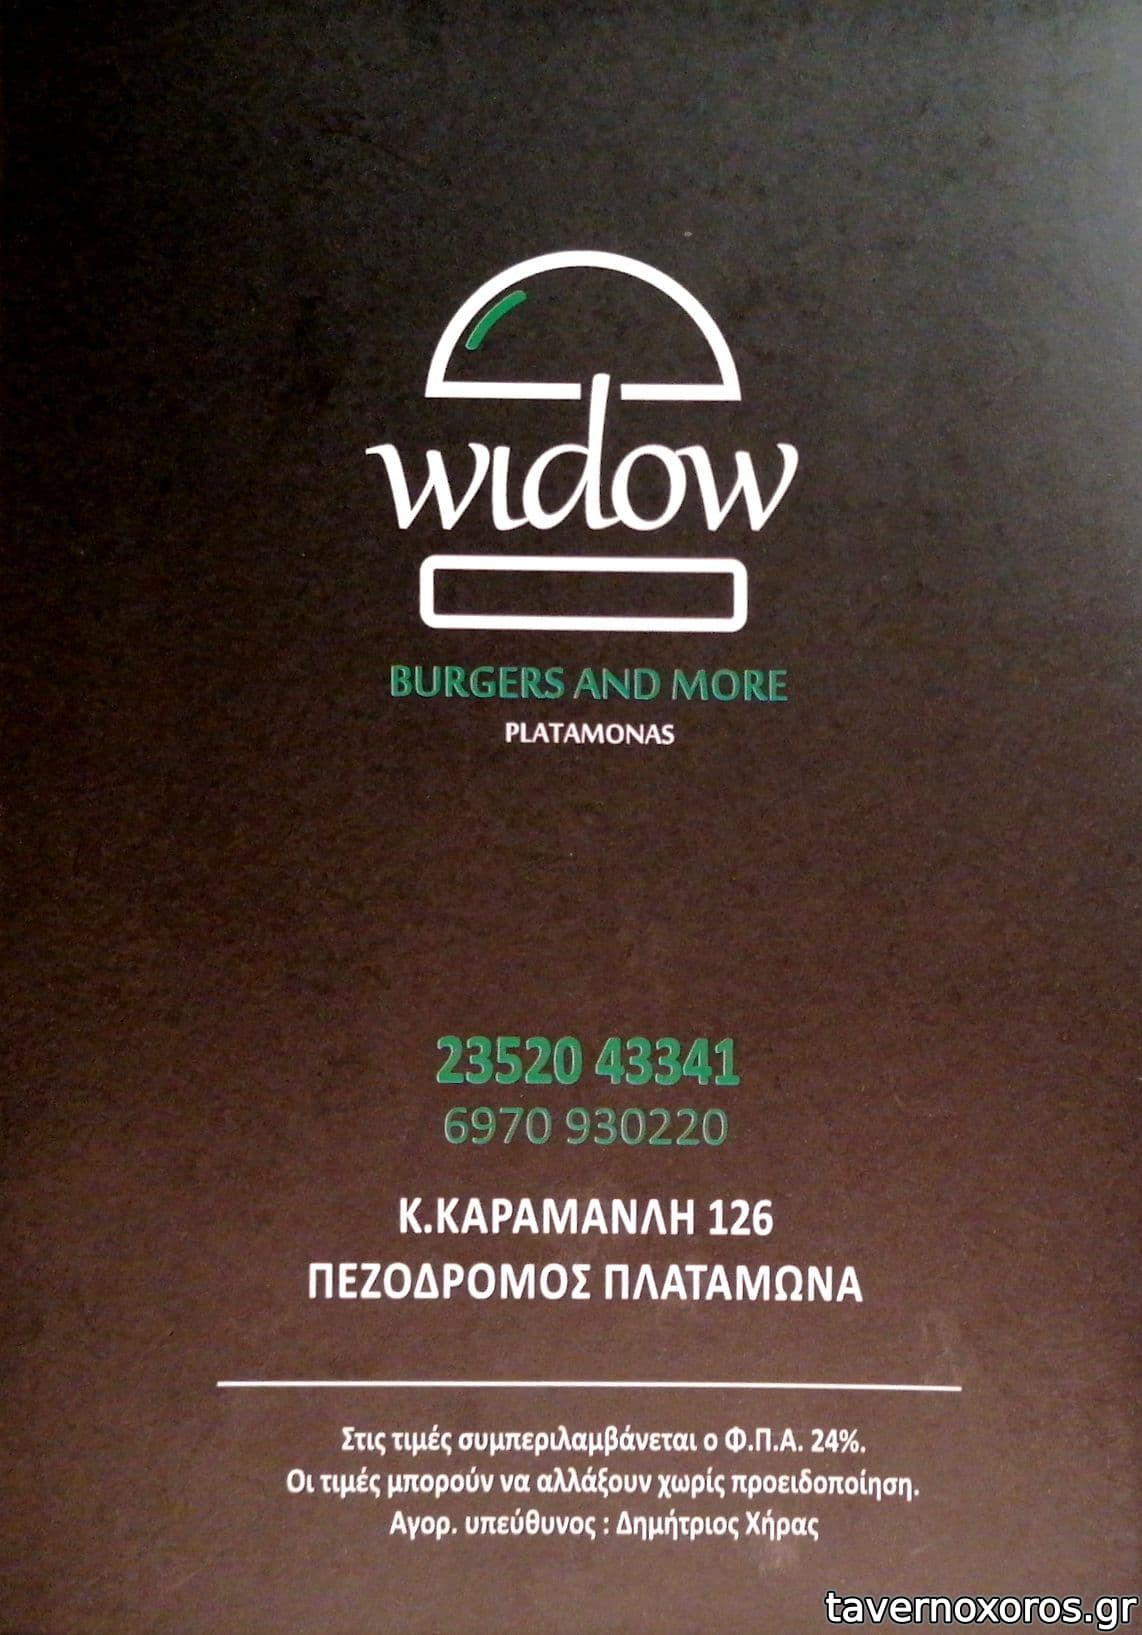 widow
BURGERS AND MORE
PLATAMONAS
23520 43341
6970 930220
Κ.ΚΑΡΑΜΑΝΛΗ 126
ΠΕΖΟΔΡΟΜΟΣ ΠΛΑΤΑΜΩΝΑ
Στις τιμές συμπεριλαμβάνεται ο Φ.Π.Α. 24%.
Οι τιμές μπορούν να αλλάξουν χωρίς προειδοποίηση.
Αγορ. υπεύθυνος : Δημήτριος Χήρας
tavernoxoros.gr